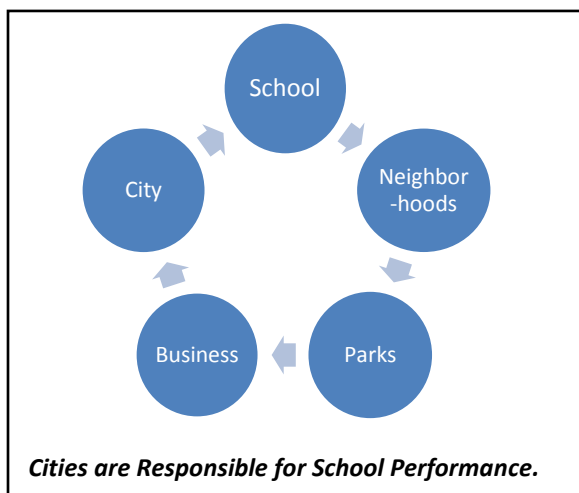 School
Neighbor
-hoods
Parks
Business
City
Cities are Responsible for School Performance.